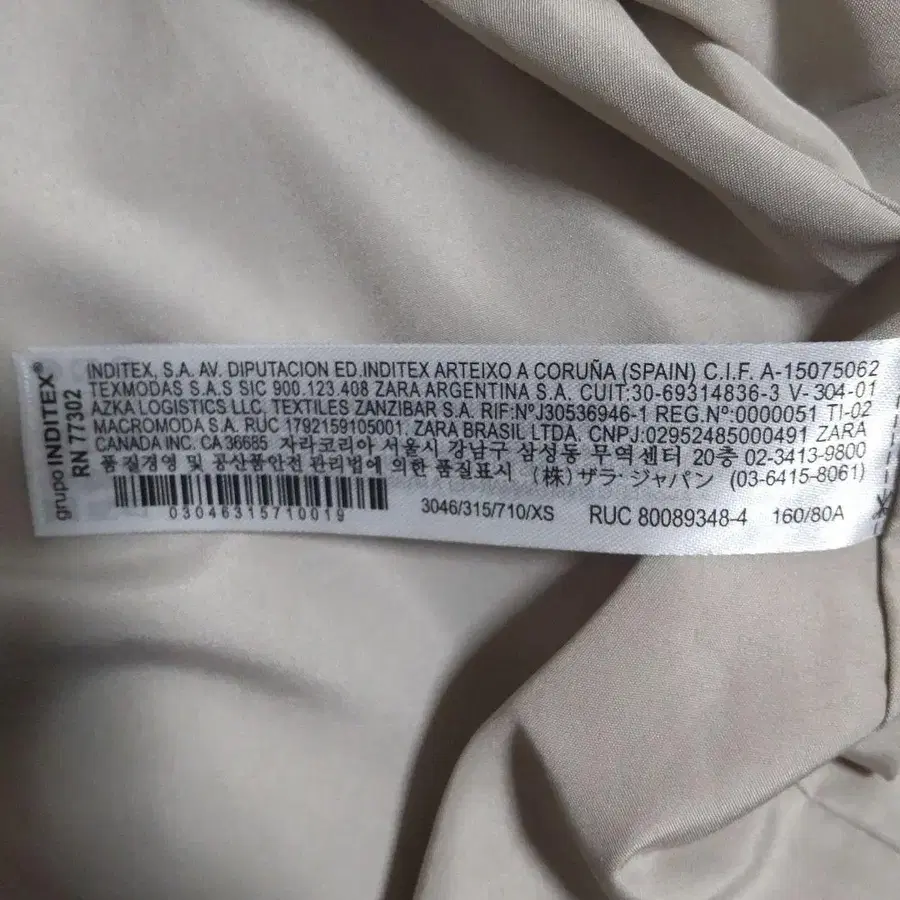 grupo INDITEX®
RN 77302
INDITEX, S.A. AV. DIPUTACION ED.INDITEX ARTEIXO A CORUÑA (SPAIN) C.I.F. A-15075062
TEXMODAS S.A.S SIC 900.123.408 ZARA ARGENTINA S.A. CUIT:30-69314836-3 V-304-01
AZKA LOGISTICS LLC, TEXTILES ZANZIBAR S.A. RIF:NºJ30536946-1 REG.Nº:0000051 TI-02
MACROMODA S.A. RUC 1792159105001. ZARA BRASIL LTDA. CNPJ:02952485000491 ZARA
CANADA INC. CA 36685 자라코리아 서울시 강남구 삼성동 무역센터 20층 02-3413-9800
품질경영 및 공산품안전 관리법에 의한 품질표시 (株) ザラ ジャパン (03-6415-8061)
03046315710019 3046/315/710/XS RUC 80089348-4 160/80A